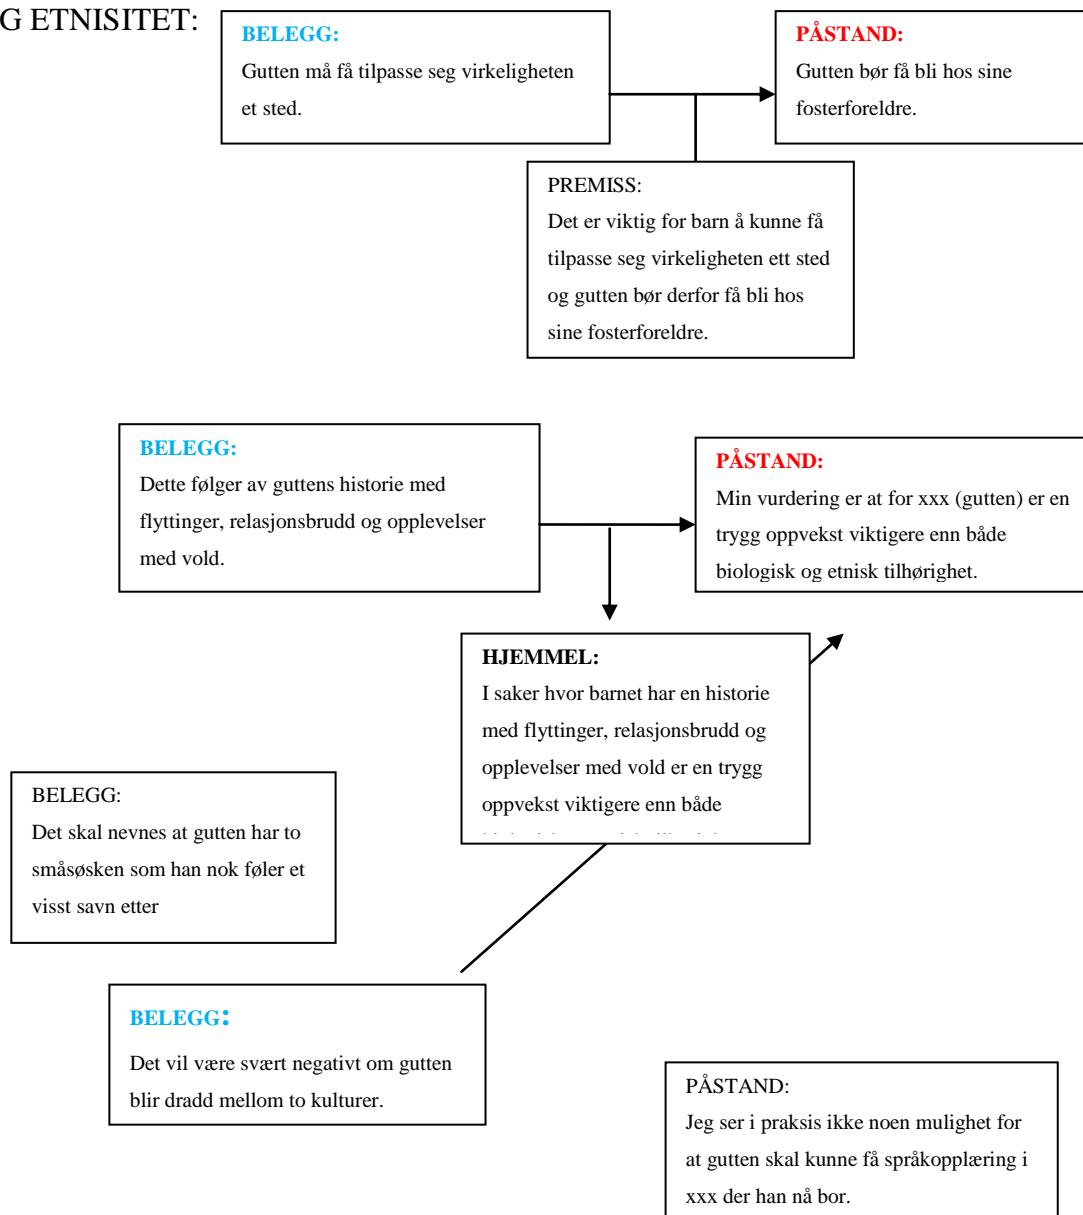 G ETNISITET:
BELEGG:
Gutten må få tilpasse seg virkeligheten
et sted.
PÅSTAND:
Gutten bør få bli hos sine
fosterforeldre.
PREMISS:
Det er viktig for barn å kunne få
tilpasse seg virkeligheten ett sted
og gutten bør derfor få bli hos
sine fosterforeldre.
BELEGG:
Dette følger av guttens historie med
flyttinger, relasjonsbrudd og opplevelser
med vold.
PÅSTAND:
Min vurdering er at for xxx (gutten) er en
trygg oppvekst viktigere enn både
biologisk og etnisk tilhørighet.
HJEMMEL:
I saker hvor barnet har en historie
med flyttinger, relasjonsbrudd og
opplevelser med vold er en trygg
oppvekst viktigere enn både
BELEGG:
Det skal nevnes at gutten har to
småsøsken som han nok føler et
visst savn etter
BELEGG:
Det vil være svært negativt om gutten
blir dradd mellom to kulturer.
PÅSTAND:
Jeg ser i praksis ikke noen mulighet for
at gutten skal kunne få språkopplæring i
xxx der han nå bor.